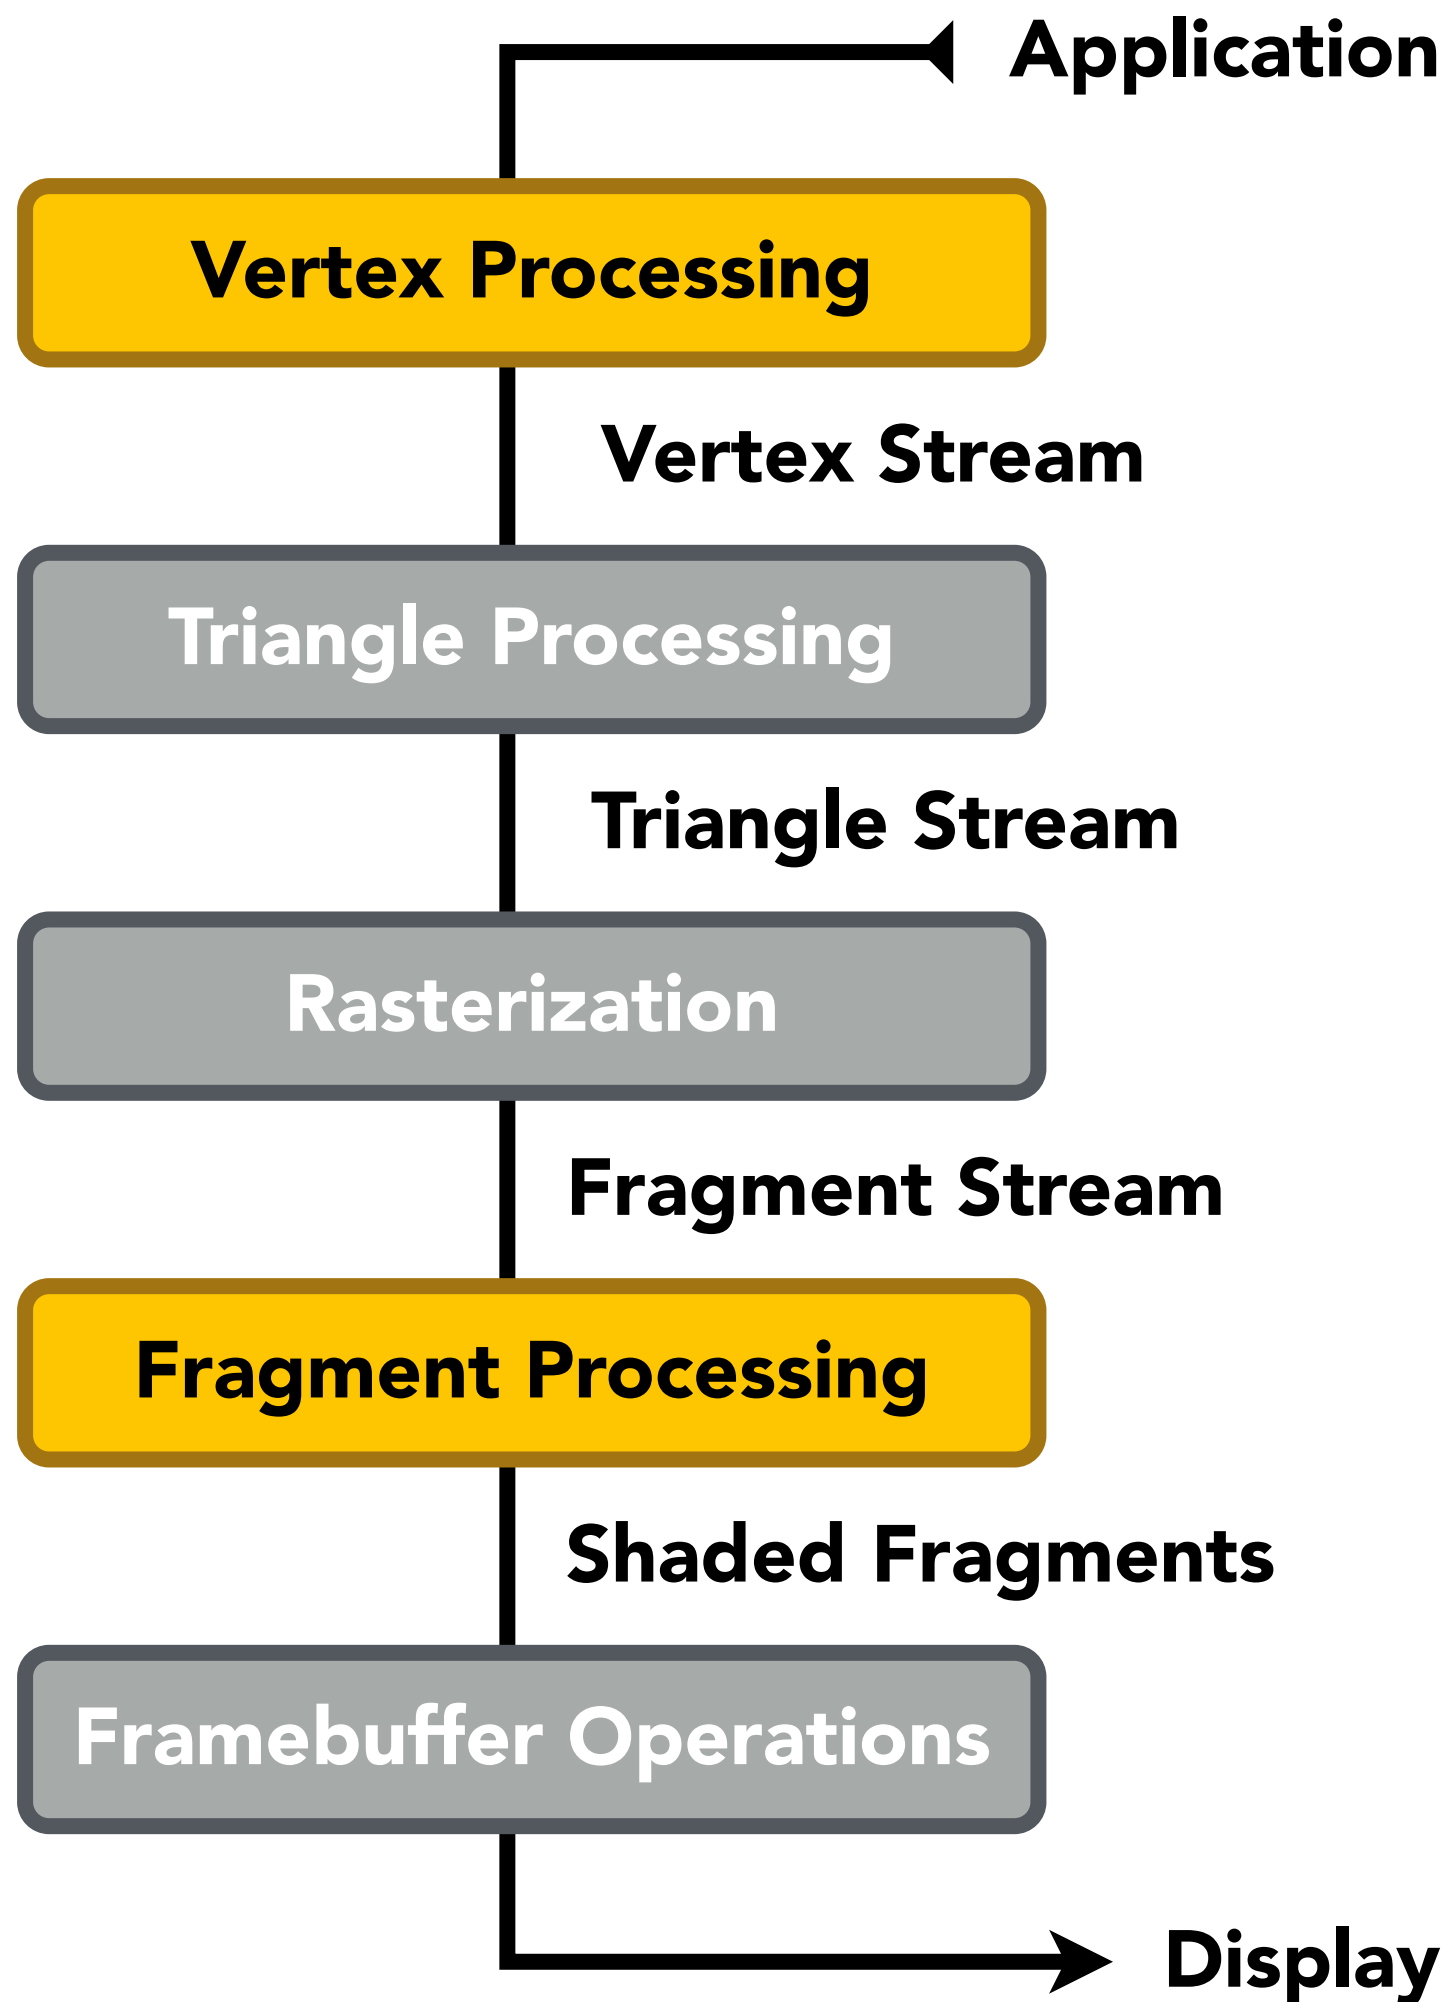 Application
Vertex Processing
Vertex Stream
Triangle Processing
Triangle Stream
Rasterization
Fragment Stream
Fragment Processing
Shaded Fragments
Framebuffer Operations
Display